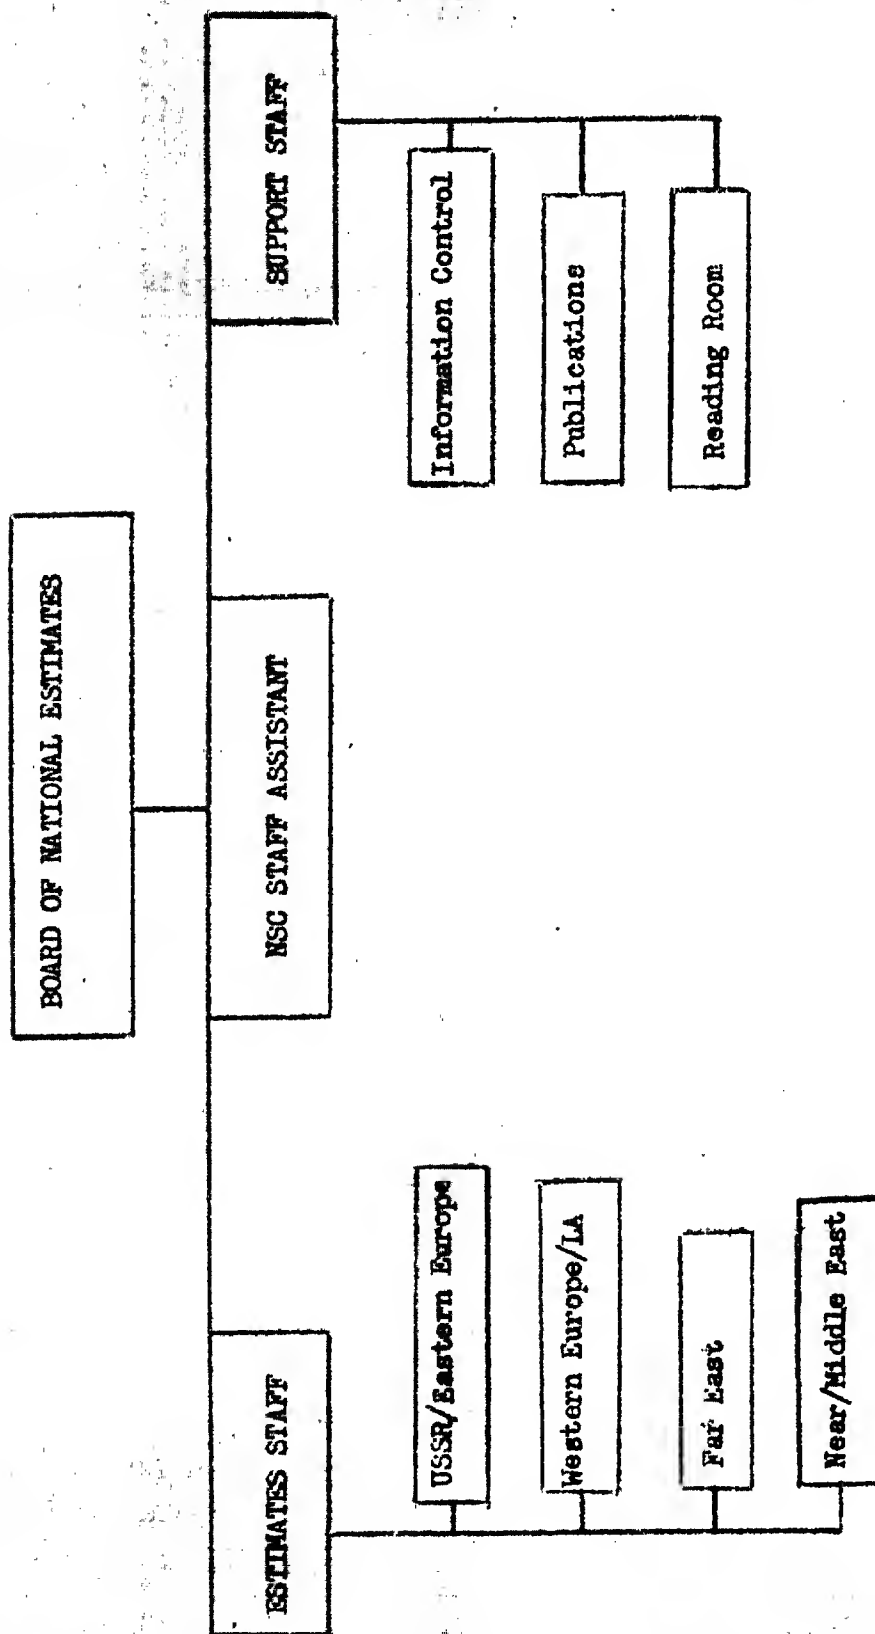 BOARD OF NATIONAL ESTIMATES
ESTIMATES STAFF
NSC STAFF ASSISTANT
SUPPORT STAFF
USSR/Eastern Europe
Western Europe/LA
Far East
Near/Middle East
Information Control
Publications
Reading Room